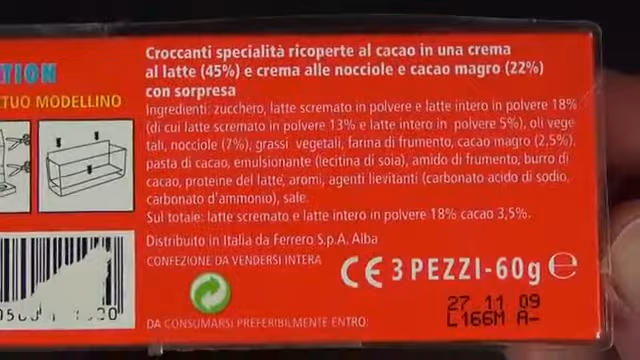 Croccanti specialità ricoperte al cacao in una crema
al latte (45%) e crema alle nocciole e cacao magro (22%)
con sorpresa
TION
TUO MODELLINO
Ingredienti: zucchero, latte scremato in polvere e latte intero in polvere 18%
(di cui latte scremato in polvere 13% e latte intero in polvere 5%), oli vege
tali, nocciole (7%), grassi vegetali, farina di frumento, cacao magro (2,5%),
pasta di cacao, emulsionante (lecitina di soia), amido di frumento, burro di
cacao, proteine del latte, aromi, agenti lievitanti (carbonato acido di sodio,
carbonato d'ammonio), sale.
Sul totale: latte scremato e latte intero in polvere 18% cacao 3,5%.
Distribuito in Italia da Ferrero S.p.A. Alba
CONFEZIONE DA VENDERSI INTERA
CE 3 PEZZI-60g ℮
27 11 09
L166M A-
DA CONSUMARSI PREFERIBILMENTE ENTRO: